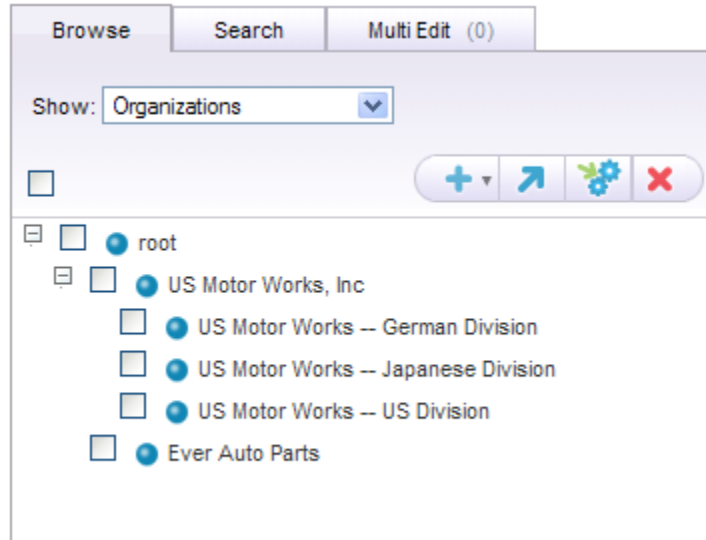 Browse Search Multi Edit (0)
Show: Organizations
root
US Motor Works, Inc
US Motor Works -- German Division
US Motor Works -- Japanese Division
US Motor Works -- US Division
Ever Auto Parts